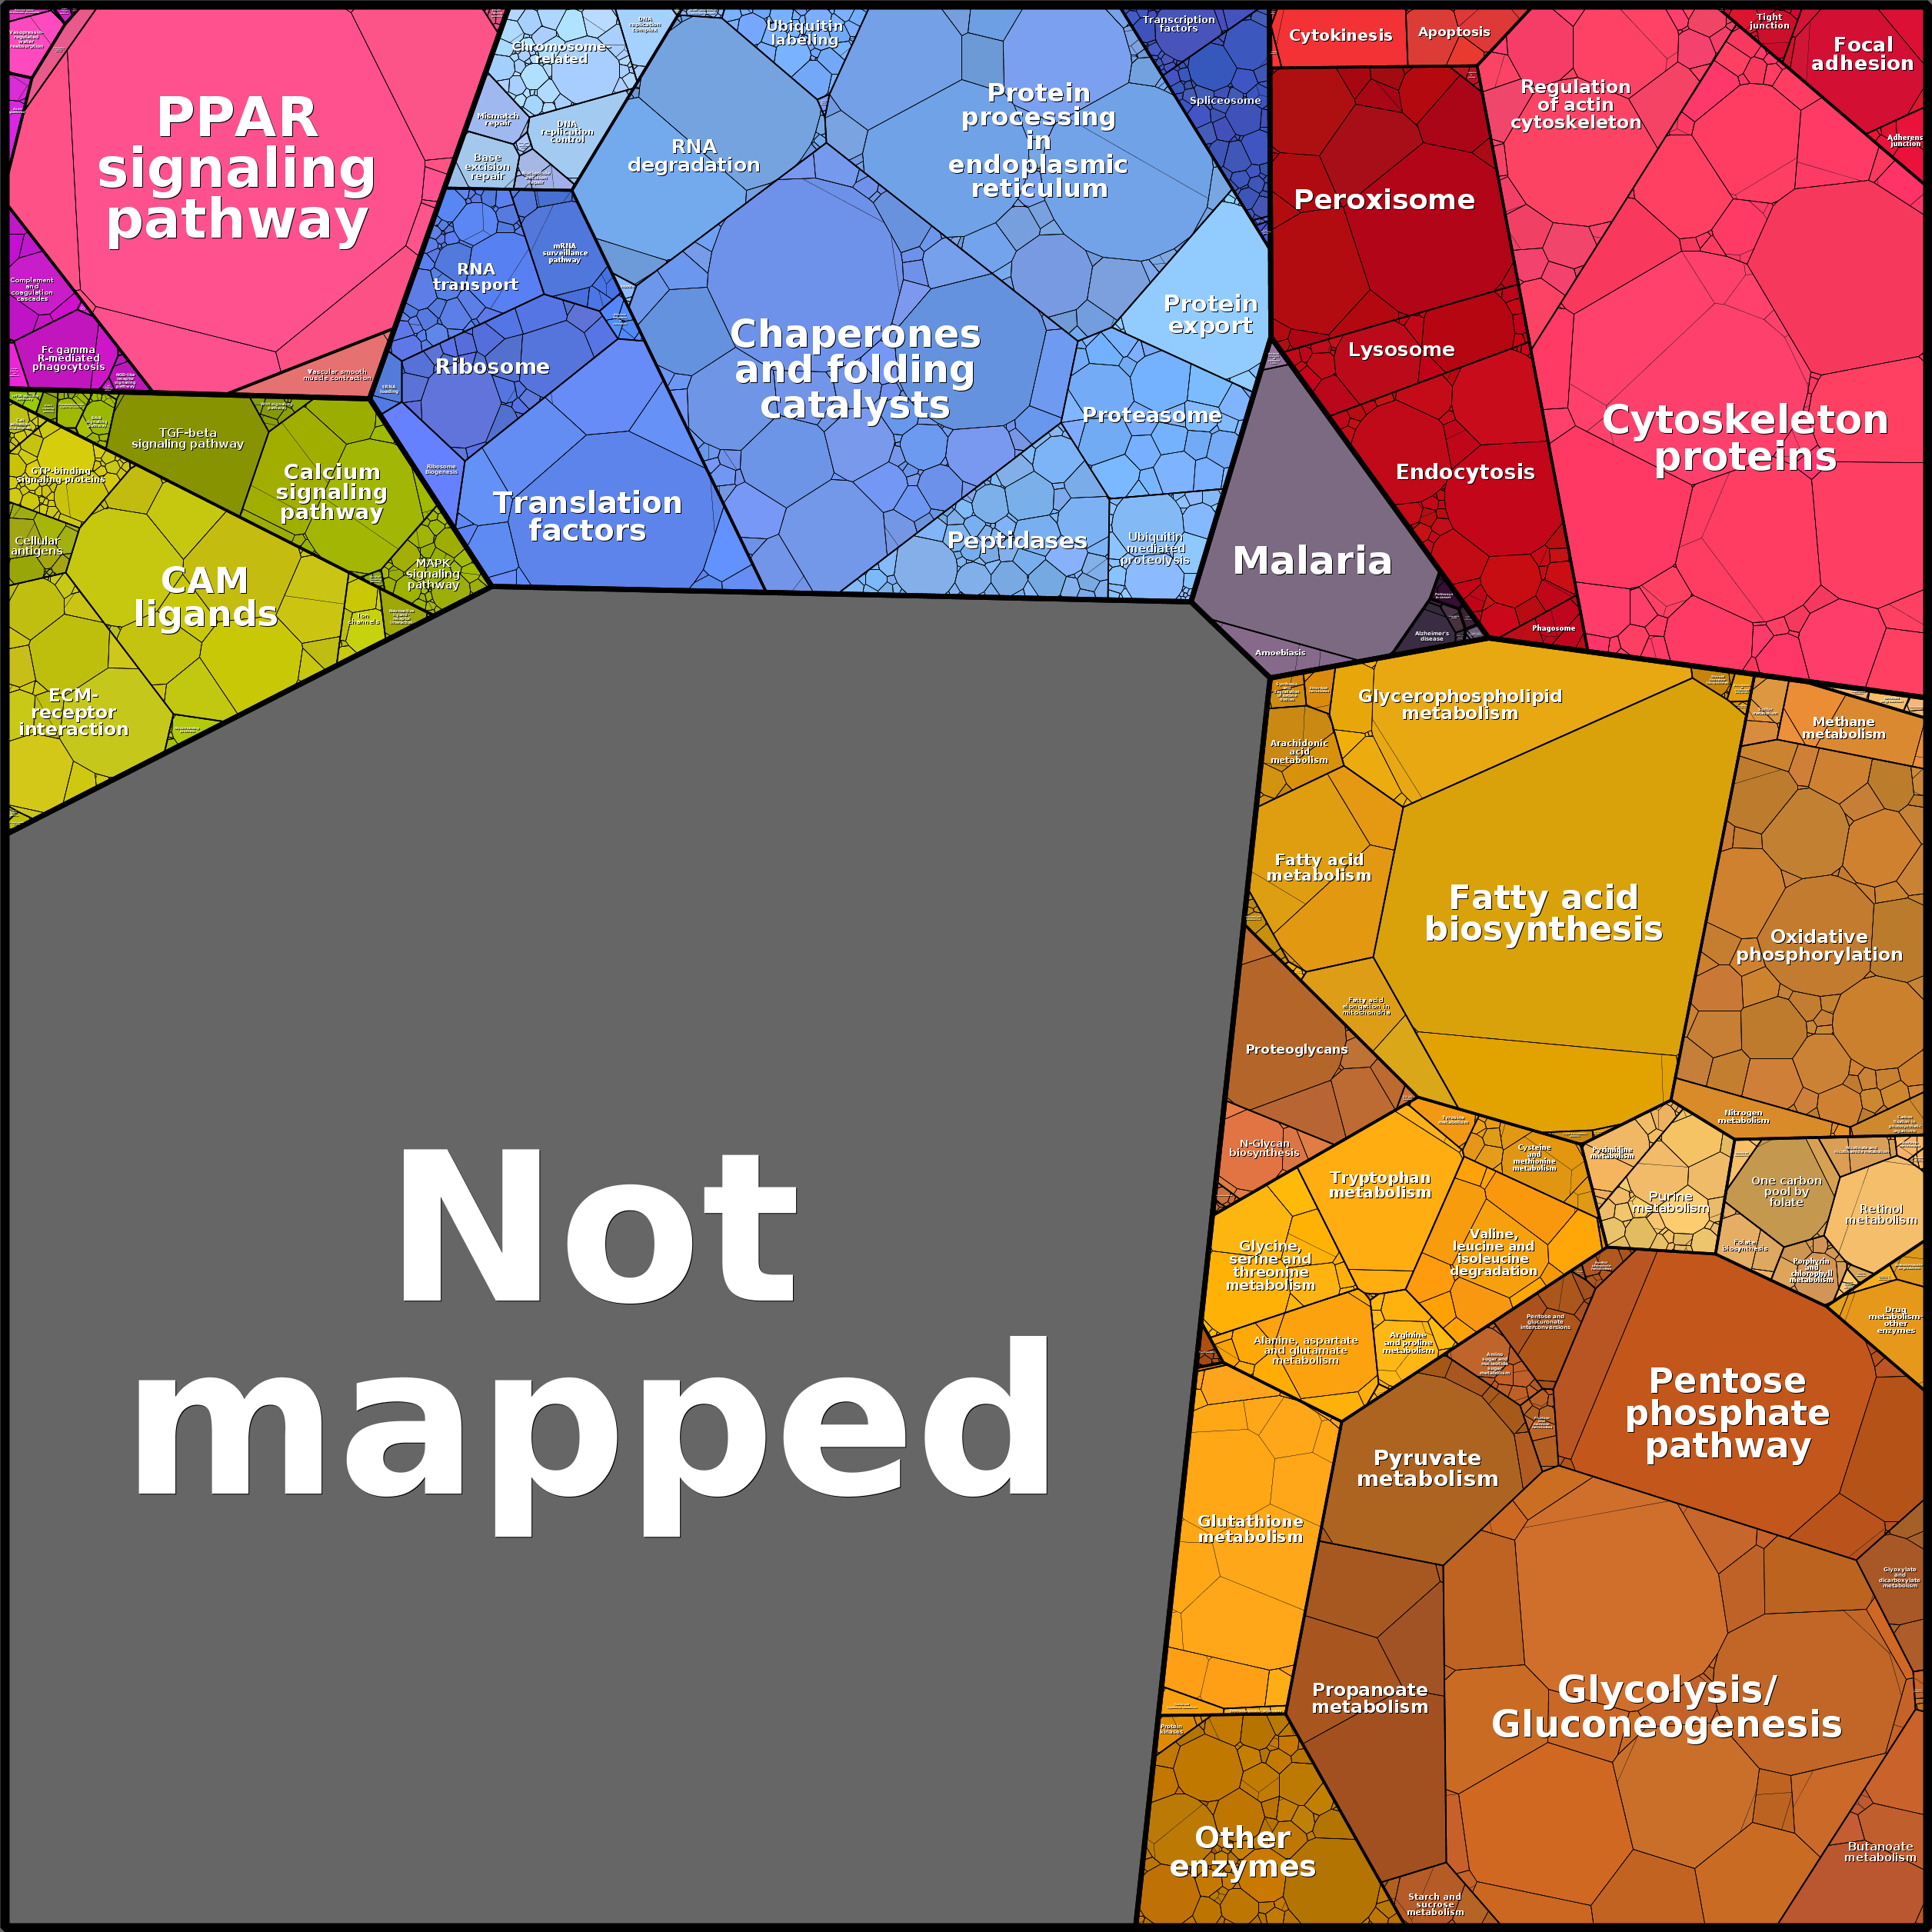 PPAR
signaling
pathway
Vascular smooth
muscle contraction
Complement
and
coagulation
cascades
Fc gamma
R-mediated
phagocytosis
Chromosome-
related
DNA
replication
complex
Mismatch
repair
DNA
replication
control
Base
excision
repair
Ubiquitin
labeling
RNA
degradation
Protein
processing
in
endoplasmic
reticulum
Transcription
factors
Spliceosome
RNA
transport
mRNA
surveillance
pathway
Ribosome
tRNA
loading
Ribosome
Biogenesis
Translation
factors
Chaperones
and folding
catalysts
Protein
export
Proteasome
Peptidases
Ubiquitin
mediated
proteolysis
Cytokinesis
Apoptosis
Peroxisome
Lysosome
Endocytosis
Phagosome
Regulation
of actin
cytoskeleton
Tight
junction
Focal
adhesion
Adherens
junction
Cytoskeleton
proteins
Malaria
Alzheimer's
disease
Amoebiasis
TGF-beta
signaling pathway
Calcium
signaling
pathway
MAPK
signaling
pathway
GTP-binding
signaling proteins
Cellular
antigens
CAM
ligands
Ion
channels
ECM-
receptor
interaction
Not
mapped
Glycerophospholipid
metabolism
Arachidonic
acid
metabolism
Fatty acid
metabolism
Fatty acid
biosynthesis
Fatty acid
elongation in
mitochondria
Methane
metabolism
Oxidative
phosphorylation
Nitrogen
metabolism
Proteoglycans
N-Glycan
biosynthesis
Tryptophan
metabolism
Cysteine
and
methionine
metabolism
Glycine,
serine and
threonine
metabolism
Valine,
leucine and
isoleucine
degradation
Alanine, aspartate
and glutamate
metabolism
Arginine
and proline
metabolism
Pyrimidine
metabolism
Purine
metabolism
One carbon
pool by
folate
Folate
biosynthesis
Retinol
metabolism
Porphyrin
and
chlorophyll
metabolism
Drug
metabolism
other
enzymes
Pentose and
glucuronate
interconversions
Amino
sugar and
nucleotide
sugar
metabolism
Pentose
phosphate
pathway
Pyruvate
metabolism
Glutathione
metabolism
Propanoate
metabolism
Glycolysis/
Gluconeogenesis
Glyoxylate
and
dicarboxylate
metabolism
Butanoate
metabolism
Starch and
sucrose
metabolism
Protein
kinases
Other
enzymes